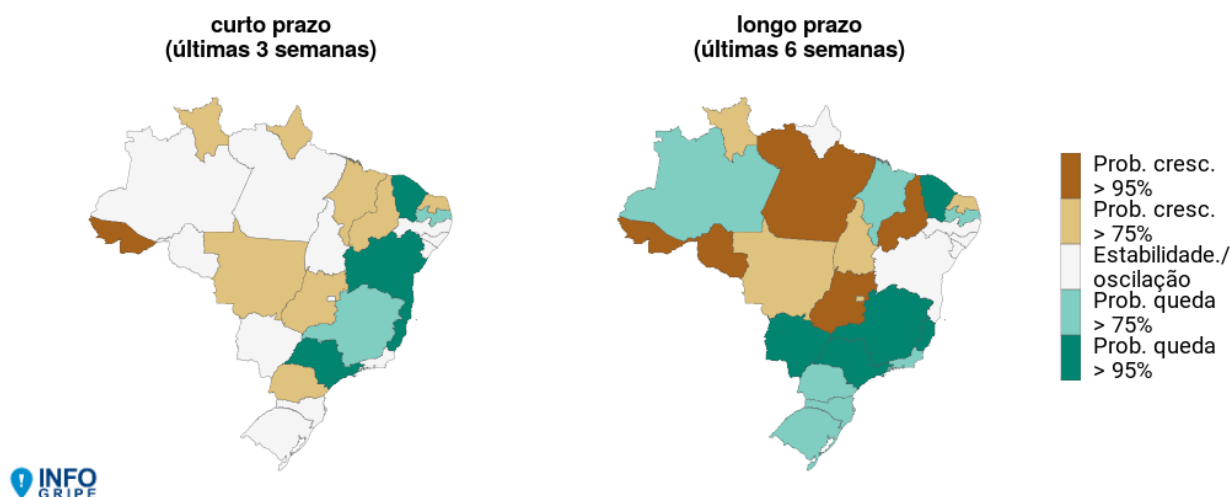 curto prazo
(últimas 3 semanas)
longo prazo
(últimas 6 semanas)
Prob. cresc.
> 95%
Prob. cresc.
> 75%
Estabilidade./
oscilação
Prob. queda
> 75%
Prob. queda
> 95%
INFO
GRIPE